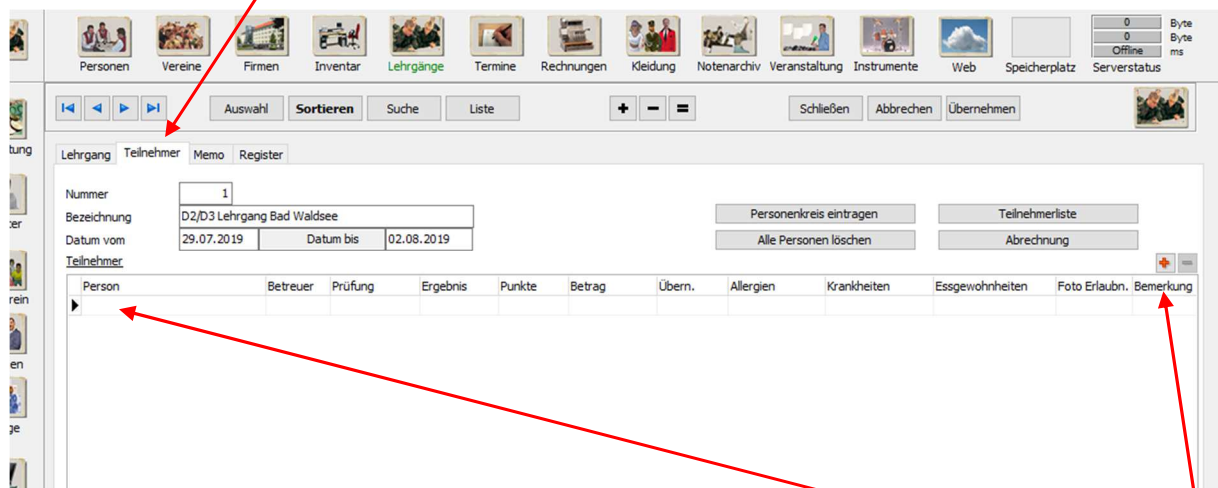 0 Byte
0 Byte
Offline ms
Personen Vereine Firmen Inventar Lehrgänge Termine Rechnungen Kleidung Notenarchiv Veranstaltung Instrumente Web Speicherplatz Serverstatus
Auswahl Sortieren Suche Liste + − = Schließen Abbrechen Übernehmen
Lehrgang Teilnehmer Memo Register
Nummer 1
Bezeichnung D2/D3 Lehrgang Bad Waldsee Personenkreis eintragen Teilnehmerliste
Datum vom 29.07.2019 Datum bis 02.08.2019 Alle Personen löschen Abrechnung
Teilnehmer
Person Betreuer Prüfung Ergebnis Punkte Betrag Übern. Allergien Krankheiten Essgewohnheiten Foto Erlaubn. Bemerkung